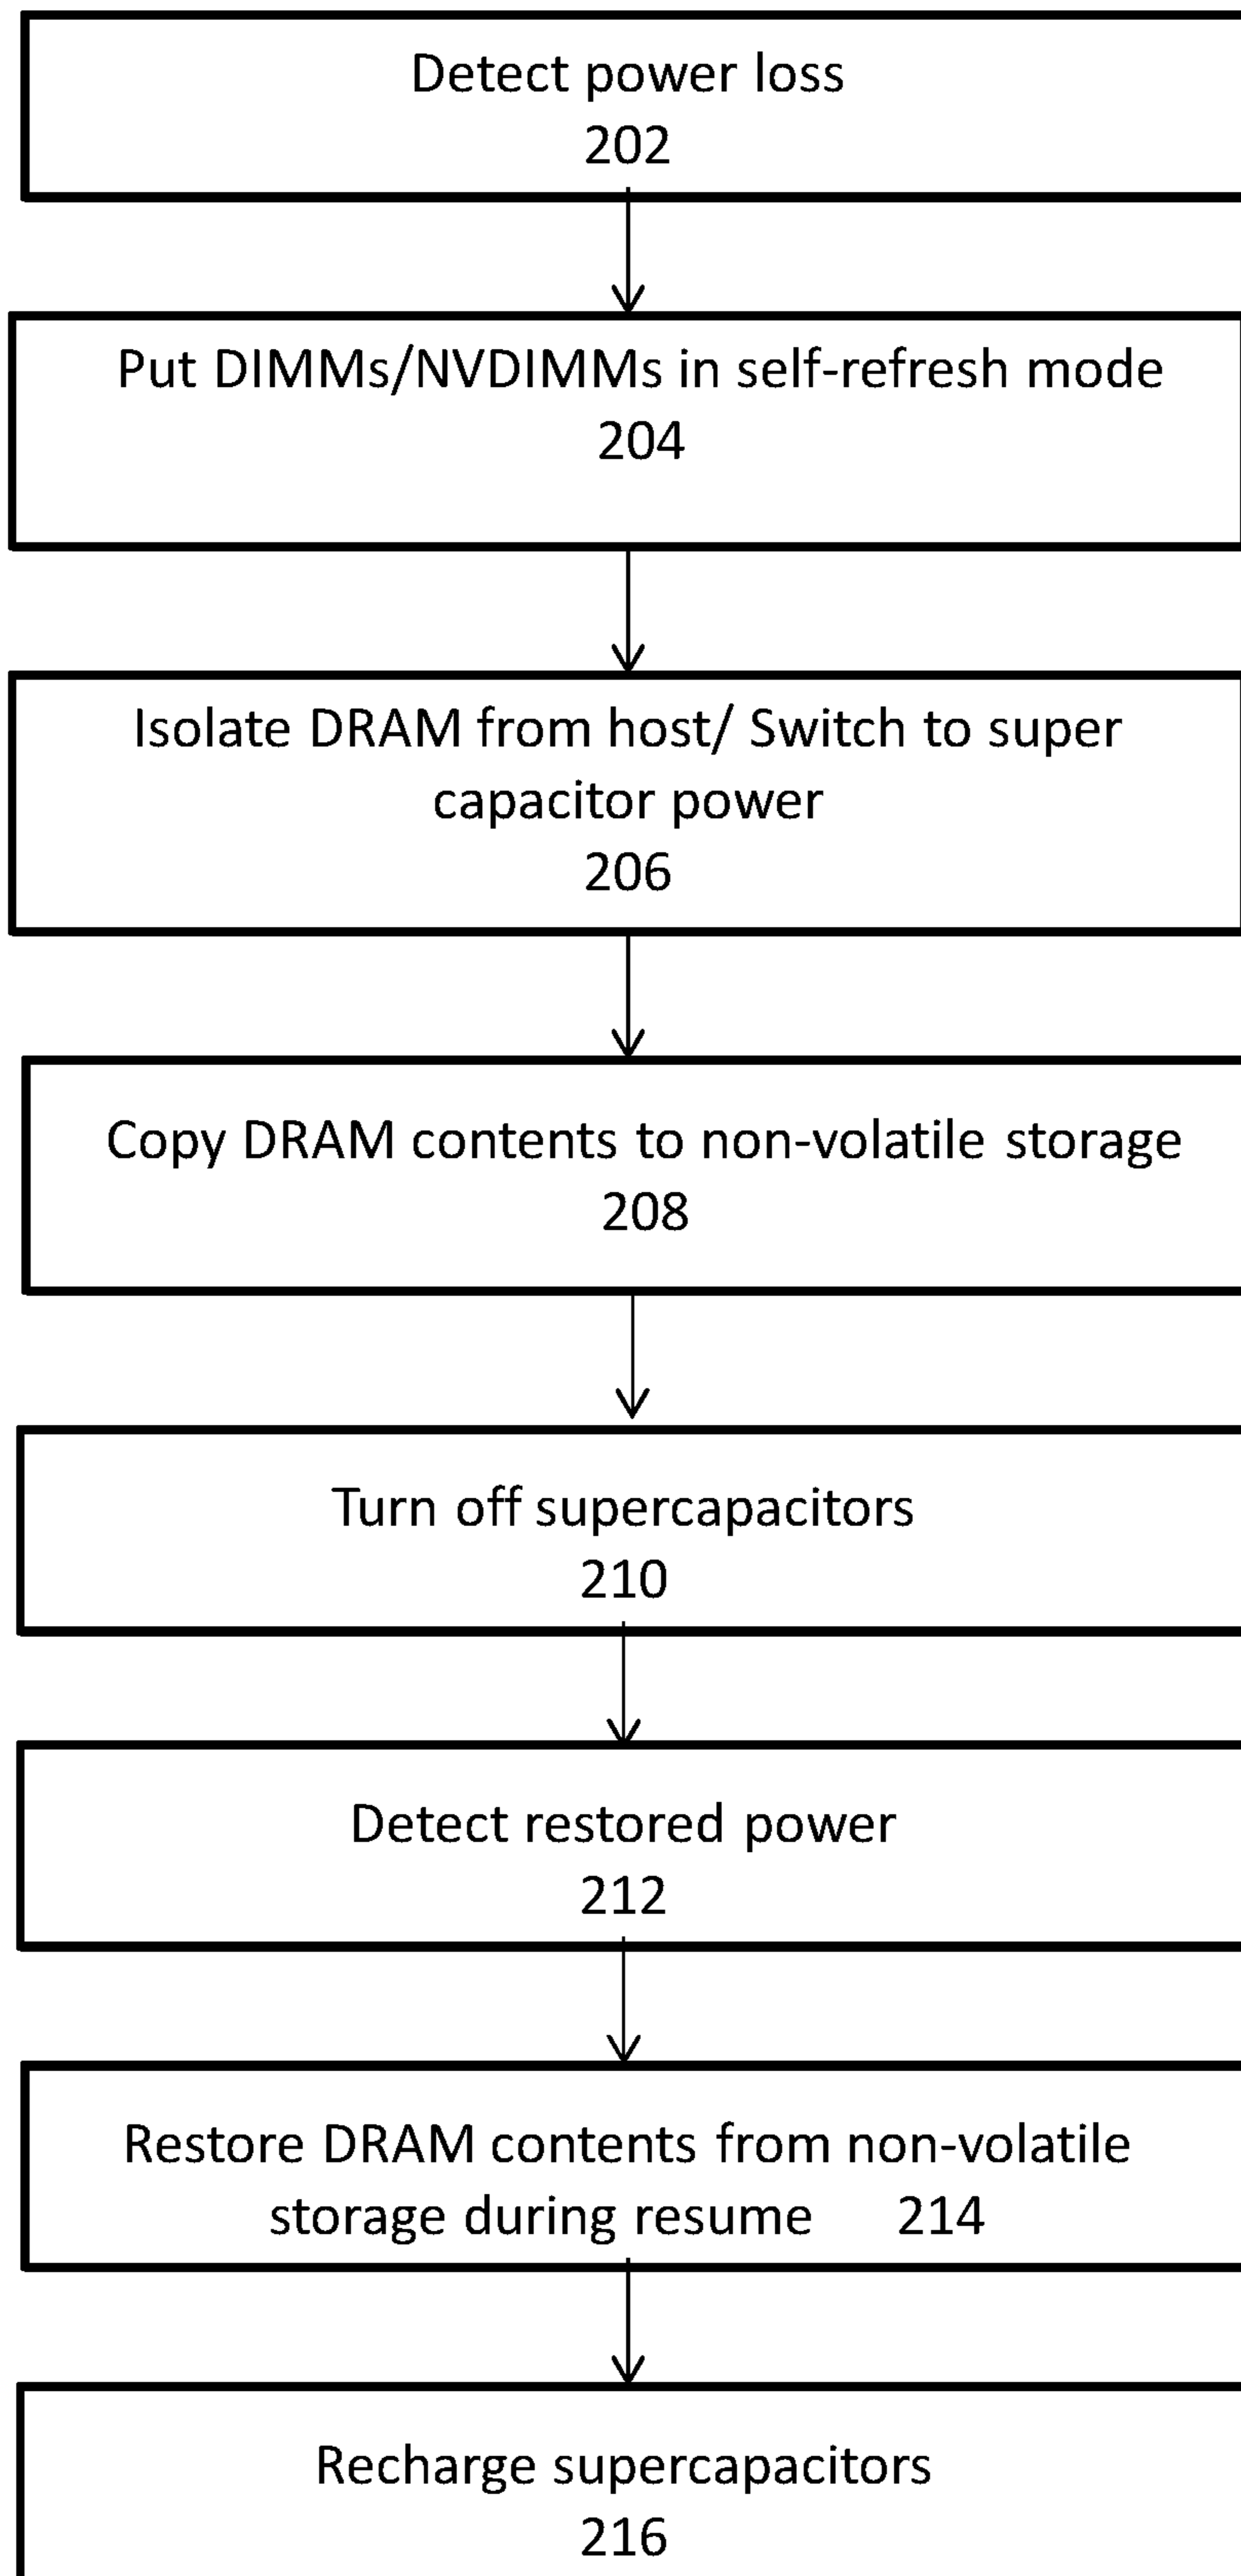 Detect power loss
202
Put DIMMs/NVDIMMs in self-refresh mode
204
Isolate DRAM from host/ Switch to super
capacitor power
206
Copy DRAM contents to non-volatile storage
208
Turn off supercapacitors
210
Detect restored power
212
Restore DRAM contents from non-volatile
storage during resume 214
Recharge supercapacitors
216